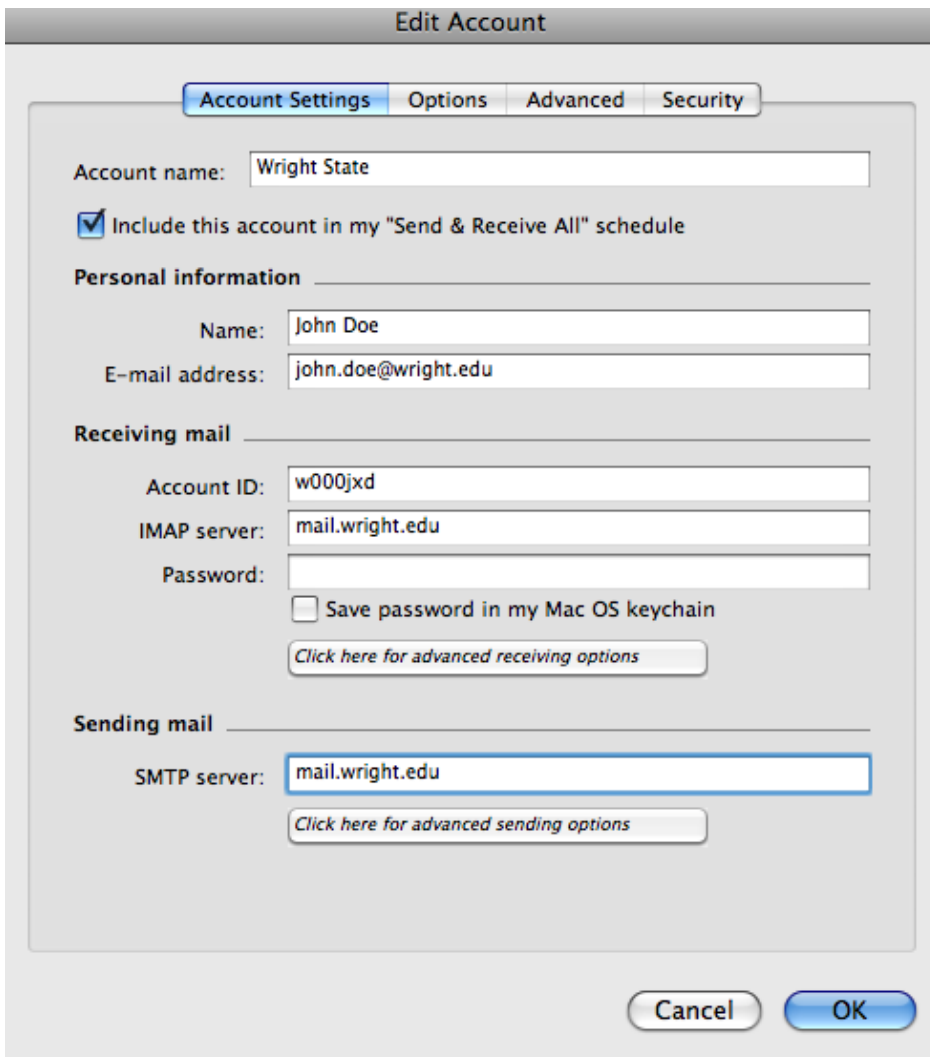 Edit Account
Account Settings Options Advanced Security
Account name: Wright State
Include this account in my "Send & Receive All" schedule
Personal information
Name: John Doe
E-mail address: john.doe@wright.edu
Receiving mail
Account ID: w000jxd
IMAP server: mail.wright.edu
Password:
Save password in my Mac OS keychain
Click here for advanced receiving options
Sending mail
SMTP server: mail.wright.edu
Click here for advanced sending options
Cancel OK